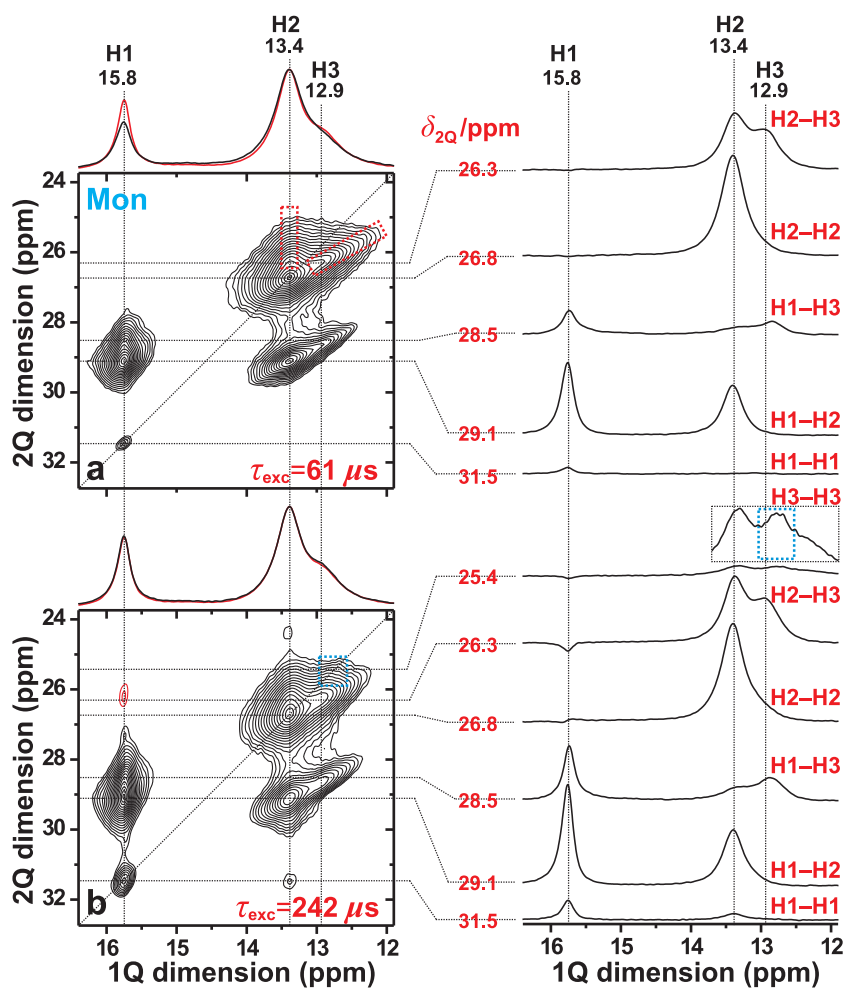 H1
15.8
H2
13.4
H3
12.9
24
26
28
30
32
2Q dimension (ppm)
Mon
a
τexc=61 μs
16 15 14 13 12
24
26
28
30
32
2Q dimension (ppm)
b
τexc=242 μs
16 15 14 13 12
1Q dimension (ppm)
H1
15.8
H2
13.4
H3
12.9
δ2Q/ppm
26.3 H2–H3
26.8 H2–H2
28.5 H1–H3
29.1 H1–H2
31.5 H1–H1
H3–H3
25.4
26.3 H2–H3
26.8 H2–H2
28.5 H1–H3
29.1 H1–H2
31.5 H1–H1
16 15 14 13 12
1Q dimension (ppm)